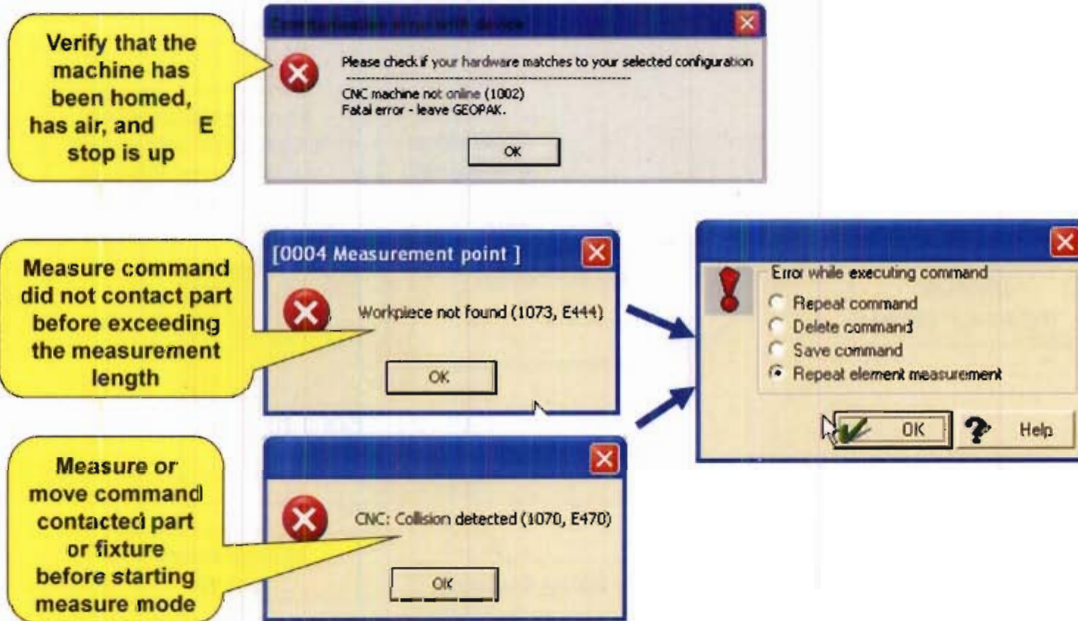 Verify that the
machine has
been homed,
has air, and E
stop is up
Communication error with device
Please check if your hardware matches to your selected configuration
CNC machine not online (1002)
Fatal error - leave GEOPAK.
OK
Measure command
did not contact part
before exceeding
the measurement
length
[0004 Measurement point ]
Workpiece not found (1073, E444)
OK
Error while executing command
Repeat command
Delete command
Save command
Repeat element measurement
OK
Help
Measure or
move command
contacted part
or fixture
before starting
measure mode
CNC: Collision detected (1070, E470)
OK